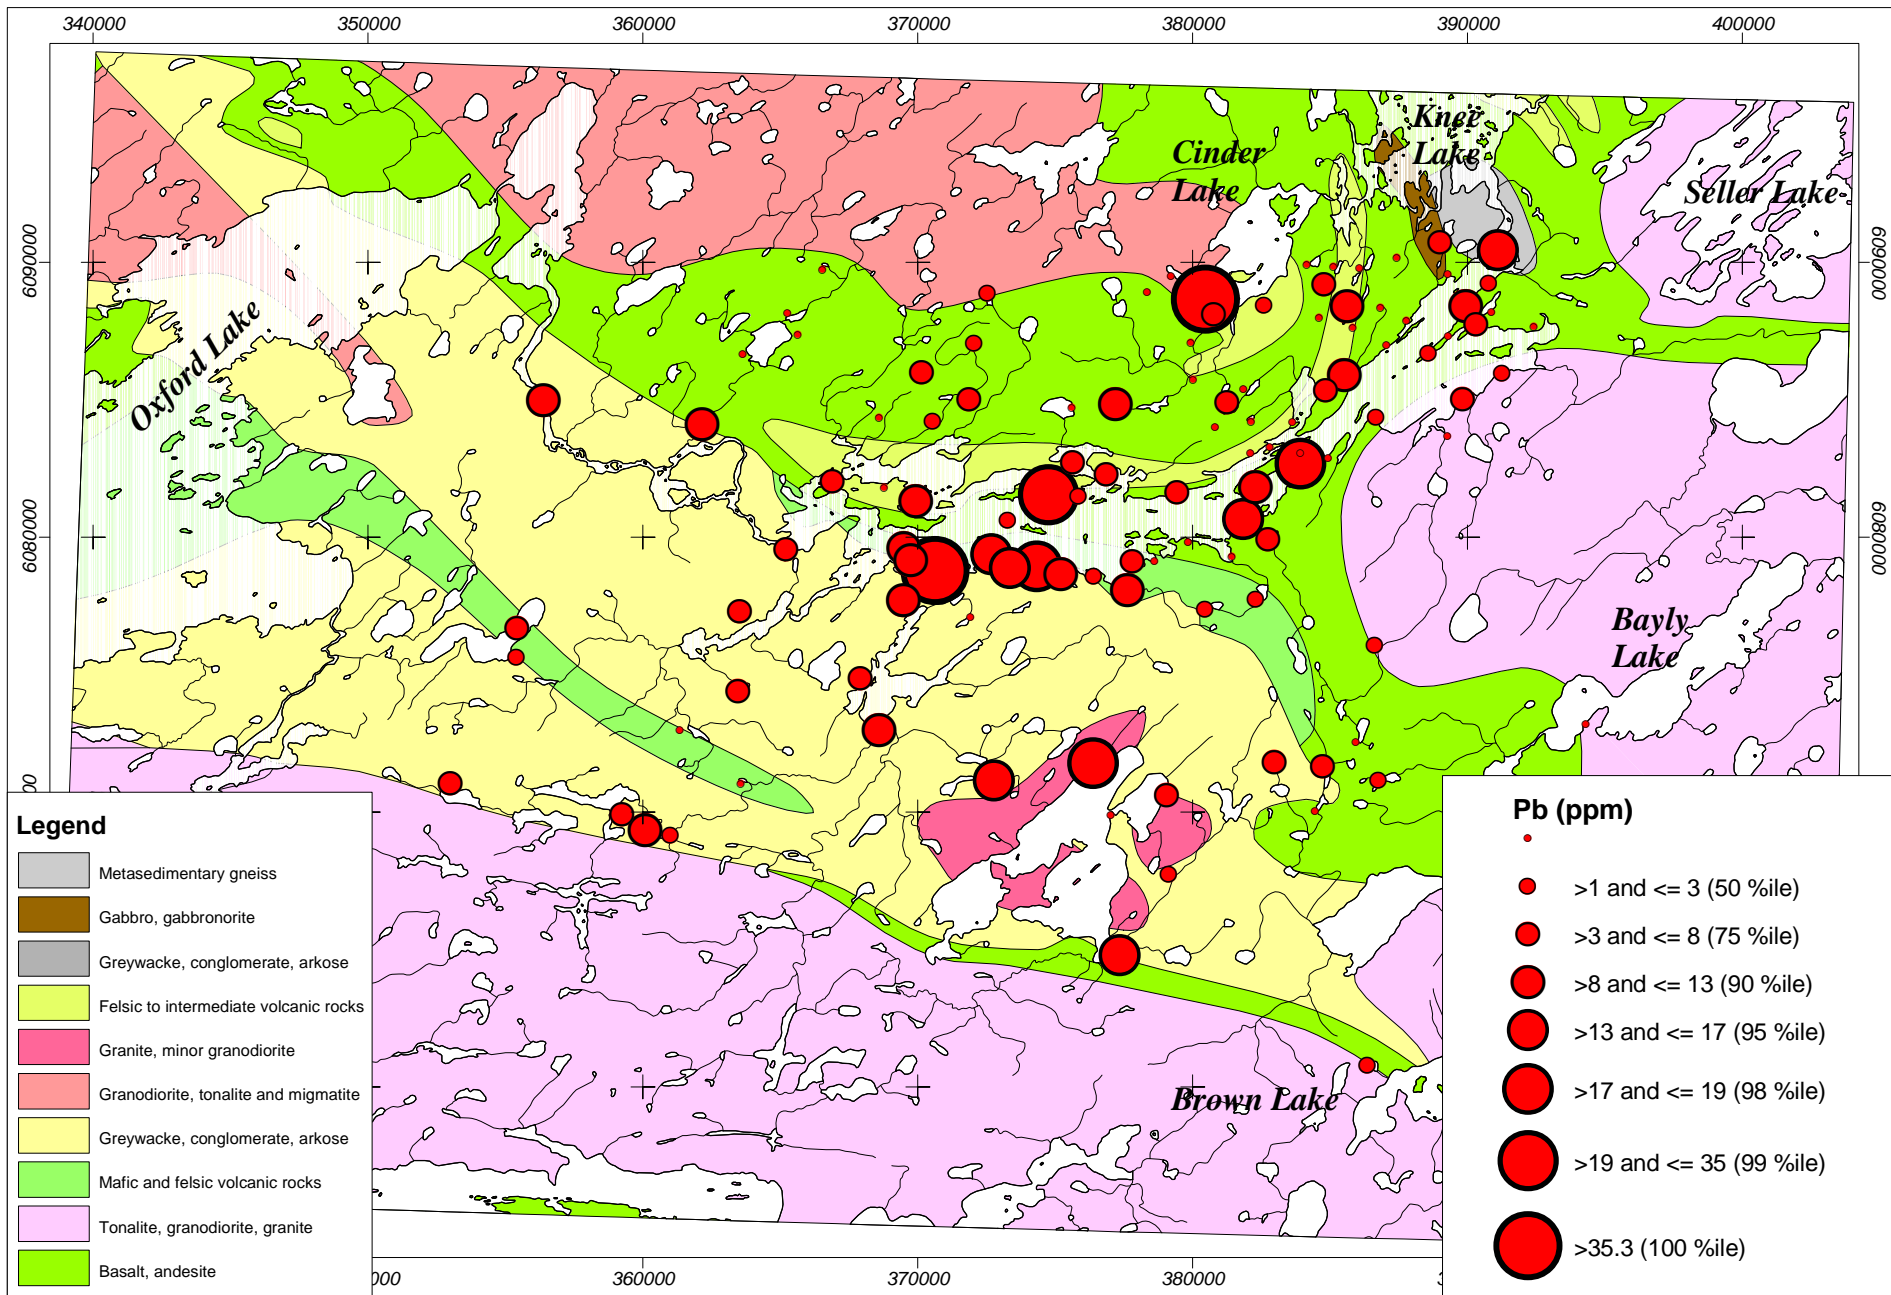 340000 350000 360000 370000 380000 390000 400000
Knee
Lake
Cinder
Lake
Seller Lake
6090000
6090000
Oxford Lake
6080000
6080000
Bayly
Lake
Brown Lake
Legend
Metasedimentary gneiss
Gabbro, gabbronorite
Greywacke, conglomerate, arkose
Felsic to intermediate volcanic rocks
Granite, minor granodiorite
Granodiorite, tonalite and migmatite
Greywacke, conglomerate, arkose
Mafic and felsic volcanic rocks
Tonalite, granodiorite, granite
Basalt, andesite
Pb (ppm)
>1 and <= 3 (50 %ile)
>3 and <= 8 (75 %ile)
>8 and <= 13 (90 %ile)
>13 and <= 17 (95 %ile)
>17 and <= 19 (98 %ile)
>19 and <= 35 (99 %ile)
>35.3 (100 %ile)
360000 370000 380000